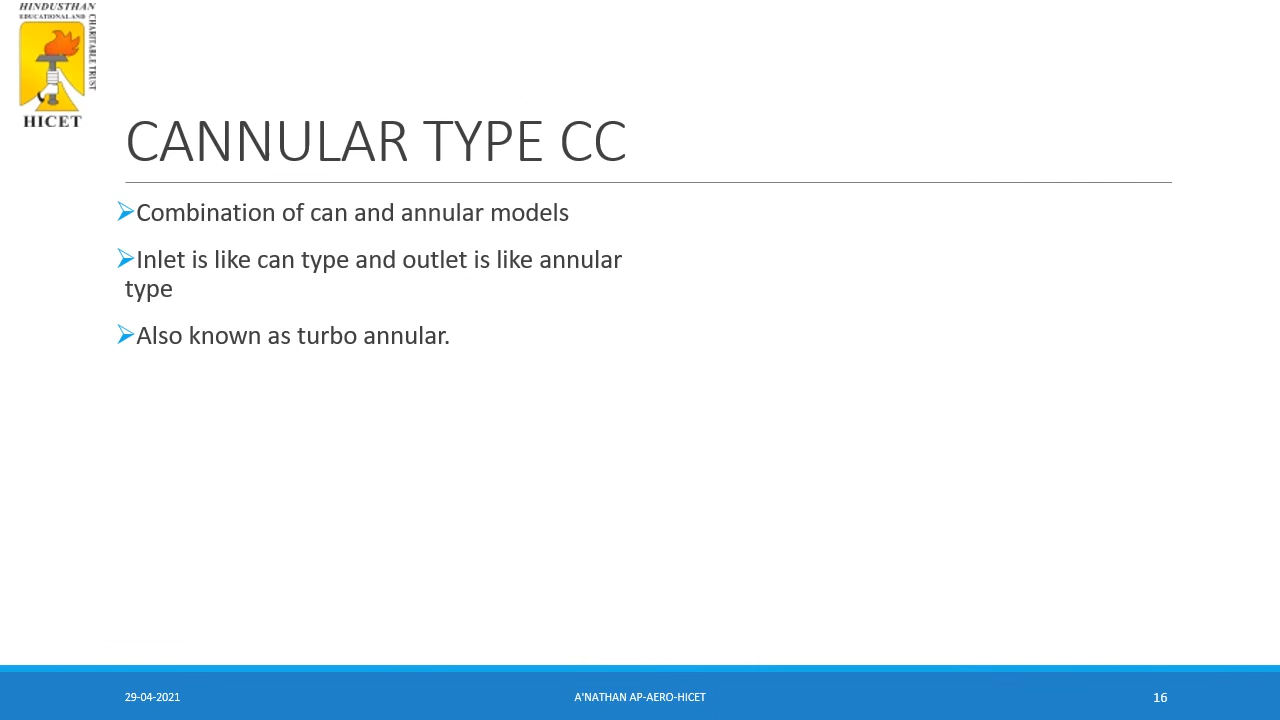 HINDUSTHAN
EDUCATIONAL AND
CHARITABLE TRUST
HICET
CANNULAR TYPE CC
Combination of can and annular models
Inlet is like can type and outlet is like annular
type
Also known as turbo annular.
29-04-2021
A'NATHAN AP-AERO-HICET
16